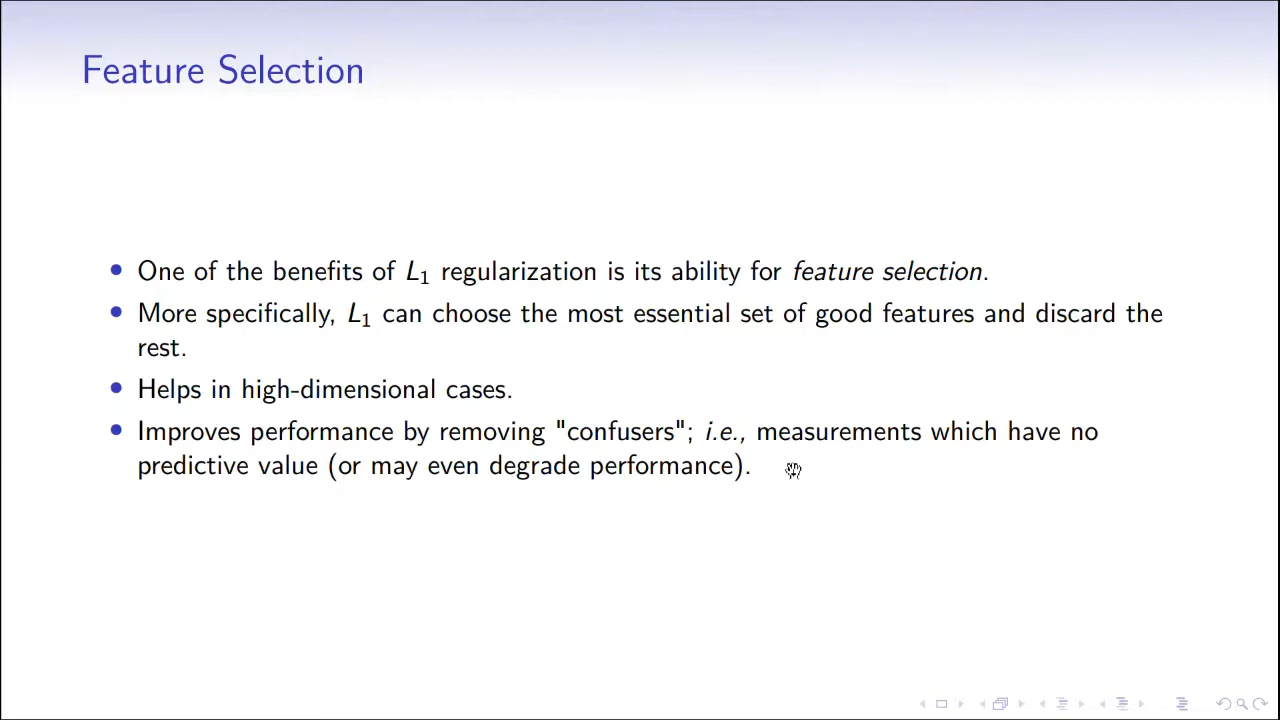 Feature Selection
• One of the benefits of L₁ regularization is its ability for feature selection.
• More specifically, L₁ can choose the most essential set of good features and discard the
rest.
• Helps in high-dimensional cases.
• Improves performance by removing "confusers"; i.e., measurements which have no
predictive value (or may even degrade performance).